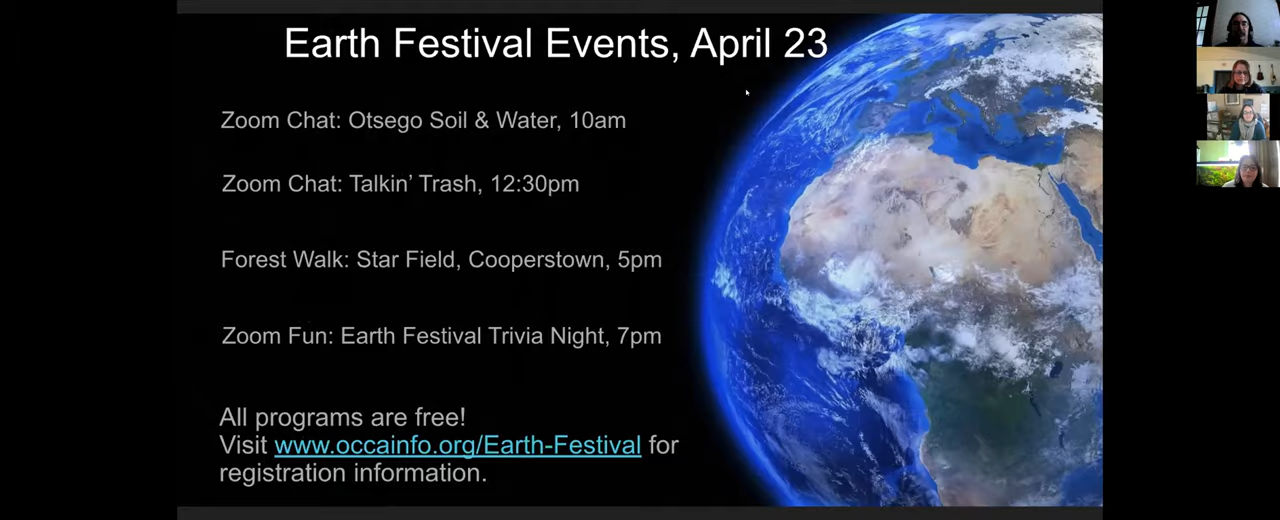 Earth Festival Events, April 23
Zoom Chat: Otsego Soil & Water, 10am
Zoom Chat: Talkin’ Trash, 12:30pm
Forest Walk: Star Field, Cooperstown, 5pm
Zoom Fun: Earth Festival Trivia Night, 7pm
All programs are free!
Visit www.occainfo.org/Earth-Festival for
registration information.